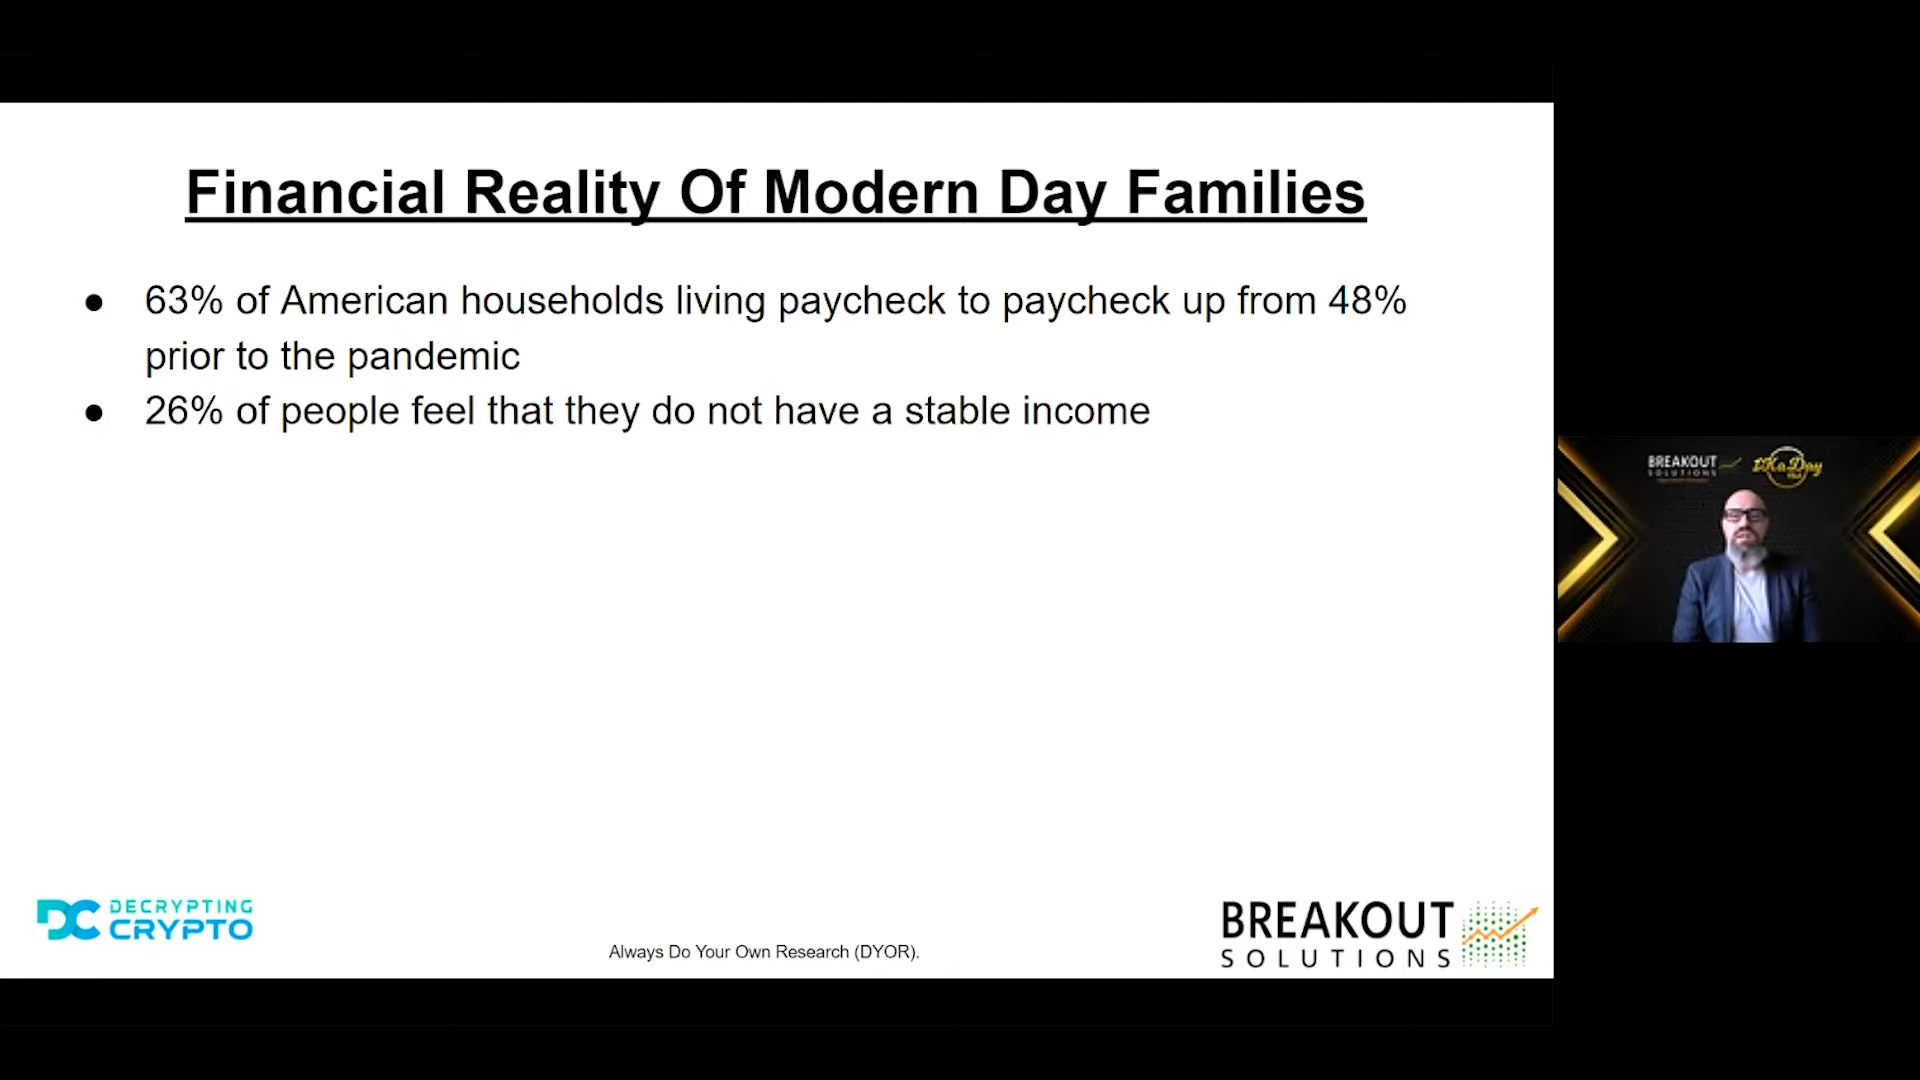 Financial Reality Of Modern Day Families
● 63% of American households living paycheck to paycheck up from 48%
prior to the pandemic
● 26% of people feel that they do not have a stable income
BREAKOUT
SOLUTIONS
DECRYPTING
CRYPTO
Always Do Your Own Research (DYOR).
BREAKOUT
SOLUTIONS